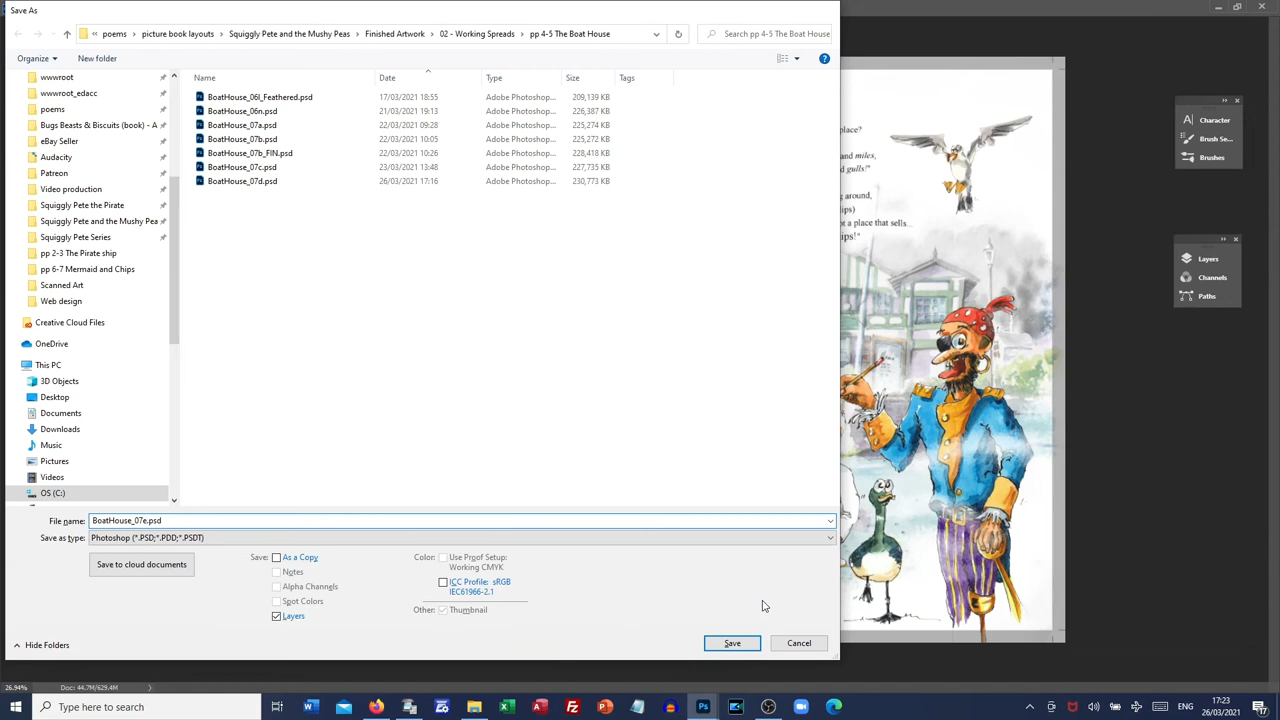 Save As
« poems › picture book layouts › Squiggly Pete and the Mushy Peas › Finished Artwork › 02 - Working Spreads › pp 4-5 The Boat House
Search pp 4-5 The Boat House
Organize
New folder
wwwroot
wwwroot_edacc
poems
Bugs Beasts & Biscuits (book) - A
eBay Seller
Audacity
Patreon
Video production
Squiggly Pete the Pirate
Squiggly Pete and the Mushy Pea
Squiggly Pete Series
pp 2-3 The Pirate ship
pp 6-7 Mermaid and Chips
Scanned Art
Web design
Creative Cloud Files
OneDrive
This PC
3D Objects
Desktop
Documents
Downloads
Music
Pictures
Videos
OS (C:)
Name Date Type Size Tags
BoatHouse_06l_Feathered.psd 17/03/2021 18:55 Adobe Photoshop... 209,139 KB
BoatHouse_06n.psd 21/03/2021 19:13 Adobe Photoshop... 226,387 KB
BoatHouse_07a.psd 22/03/2021 09:28 Adobe Photoshop... 225,274 KB
BoatHouse_07b.psd 22/03/2021 10:05 Adobe Photoshop... 225,272 KB
BoatHouse_07b_FIN.psd 22/03/2021 10:26 Adobe Photoshop... 228,418 KB
BoatHouse_07c.psd 23/03/2021 13:48 Adobe Photoshop... 227,735 KB
BoatHouse_07d.psd 26/03/2021 17:16 Adobe Photoshop... 230,773 KB
File name: BoatHouse_07e.psd
Save as type: Photoshop (*.PSD;*.PDD;*.PSDT)
Save to cloud documents
Save: As a Copy
Notes
Alpha Channels
Spot Colors
Layers
Color: Use Proof Setup:
Working CMYK
ICC Profile: sRGB
IEC61966-2.1
Other: Thumbnail
Hide Folders
Save
Cancel
place?
and miles,
gulls!"
g around,
ips)
ot a place that sells...
ips!"
Character
Brush Se...
Brushes
Layers
Channels
Paths
26.94% Doc: 44.7M/629.4M
Type here to search
ENG
17:23
26/03/2021